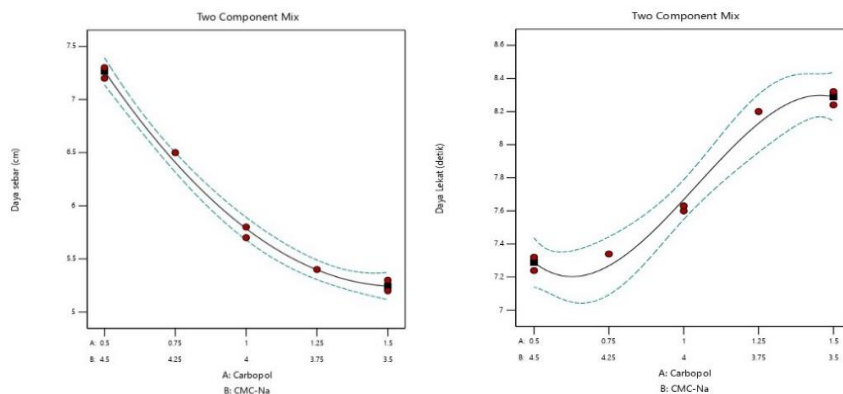 Two Component Mix
Daya sebar (cm)
7.5
7
6.5
6
5.5
5
A: 0.5 0.75 1 1.25 1.5
B: 4.5 4.25 4 3.75 3.5
A: Carbopol
B: CMC-Na
Two Component Mix
Daya Lekat (detik)
8.6
8.4
8.2
8
7.8
7.6
7.4
7.2
7
A: 0.5 0.75 1 1.25 1.5
B: 4.5 4.25 4 3.75 3.5
A: Carbopol
B: CMC-Na